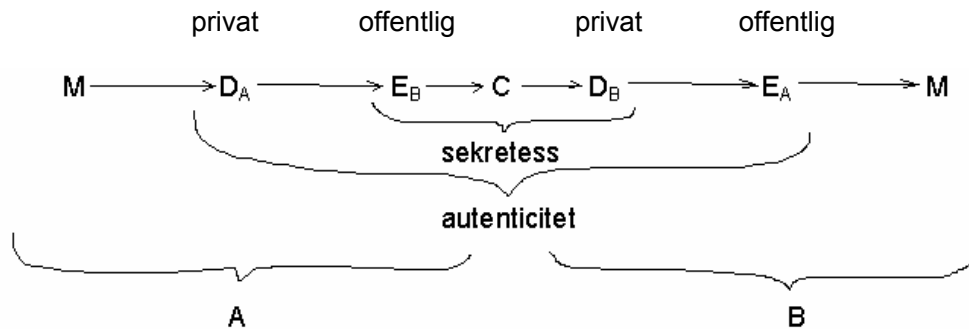 privat offentlig privat offentlig
M D_A E_B C D_B E_A M
sekretess
autenticitet
A B